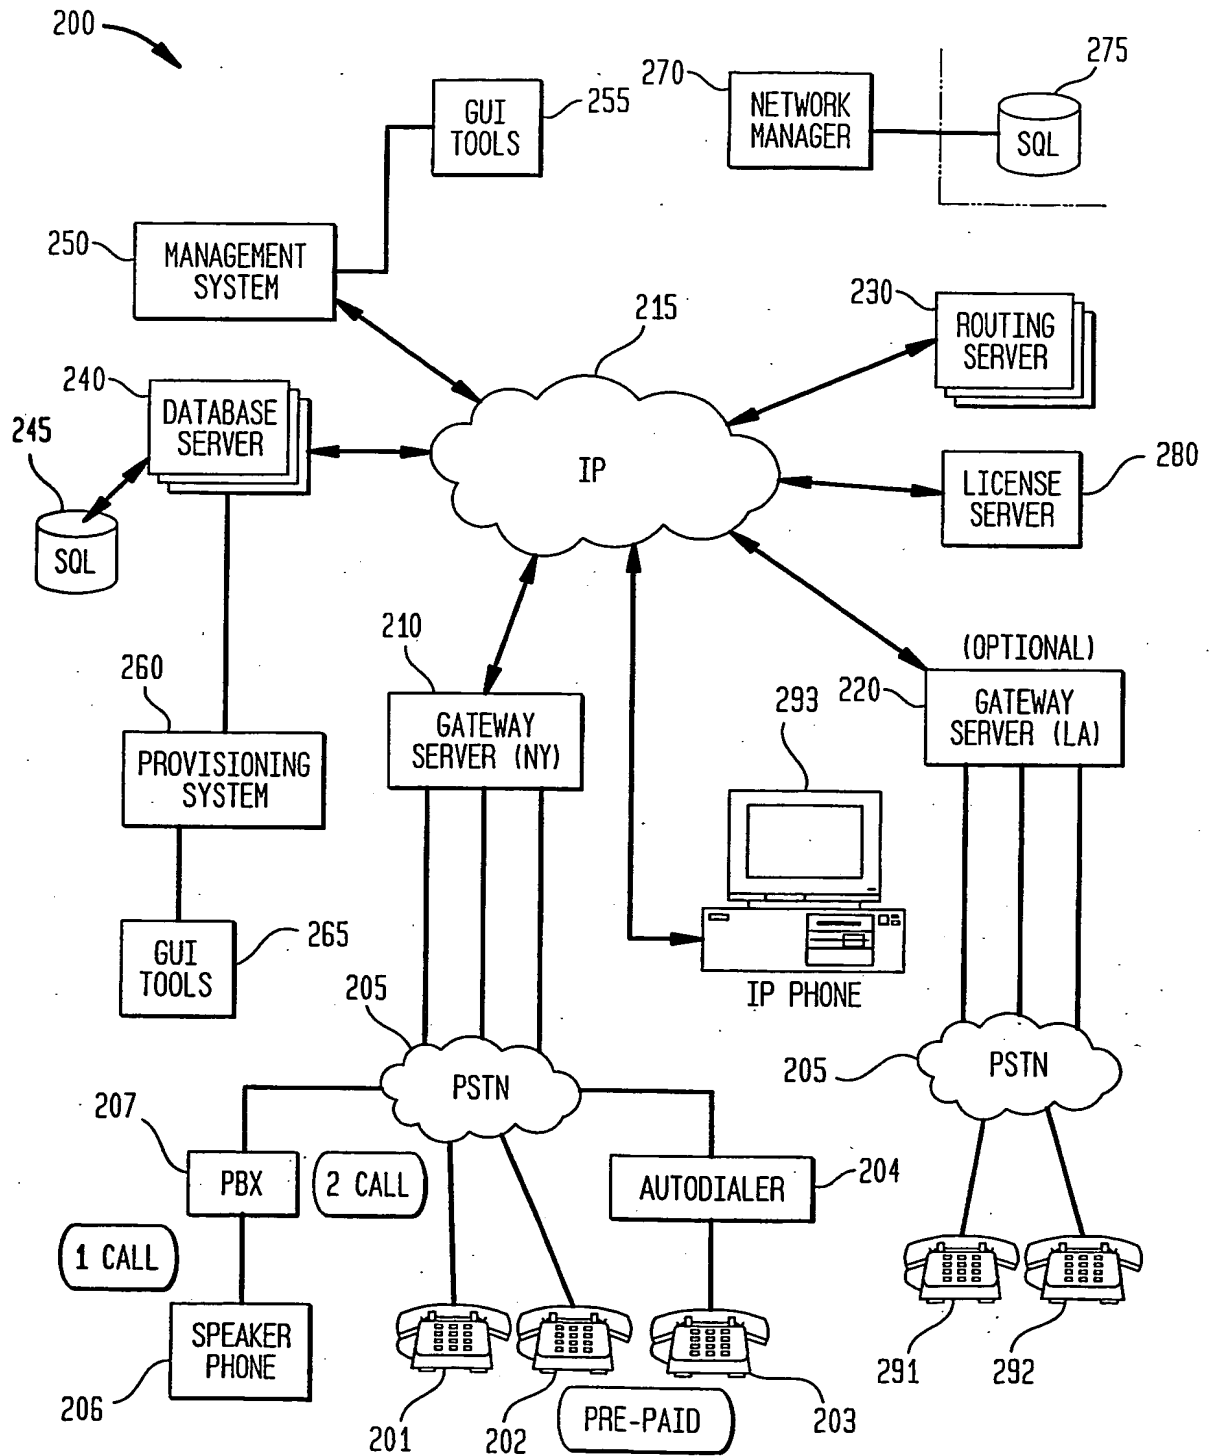 200
GUI
TOOLS
255
270
NETWORK
MANAGER
275
SQL
250
MANAGEMENT
SYSTEM
215
IP
230
ROUTING
SERVER
240
DATABASE
SERVER
245
SQL
LICENSE
SERVER
280
210
GATEWAY
SERVER (NY)
(OPTIONAL)
220
GATEWAY
SERVER (LA)
260
PROVISIONING
SYSTEM
293
IP PHONE
GUI
TOOLS
265
205
PSTN
205
PSTN
207
PBX
2 CALL
AUTODIALER
204
1 CALL
SPEAKER
PHONE
206
201
202
PRE-PAID
203
291
292